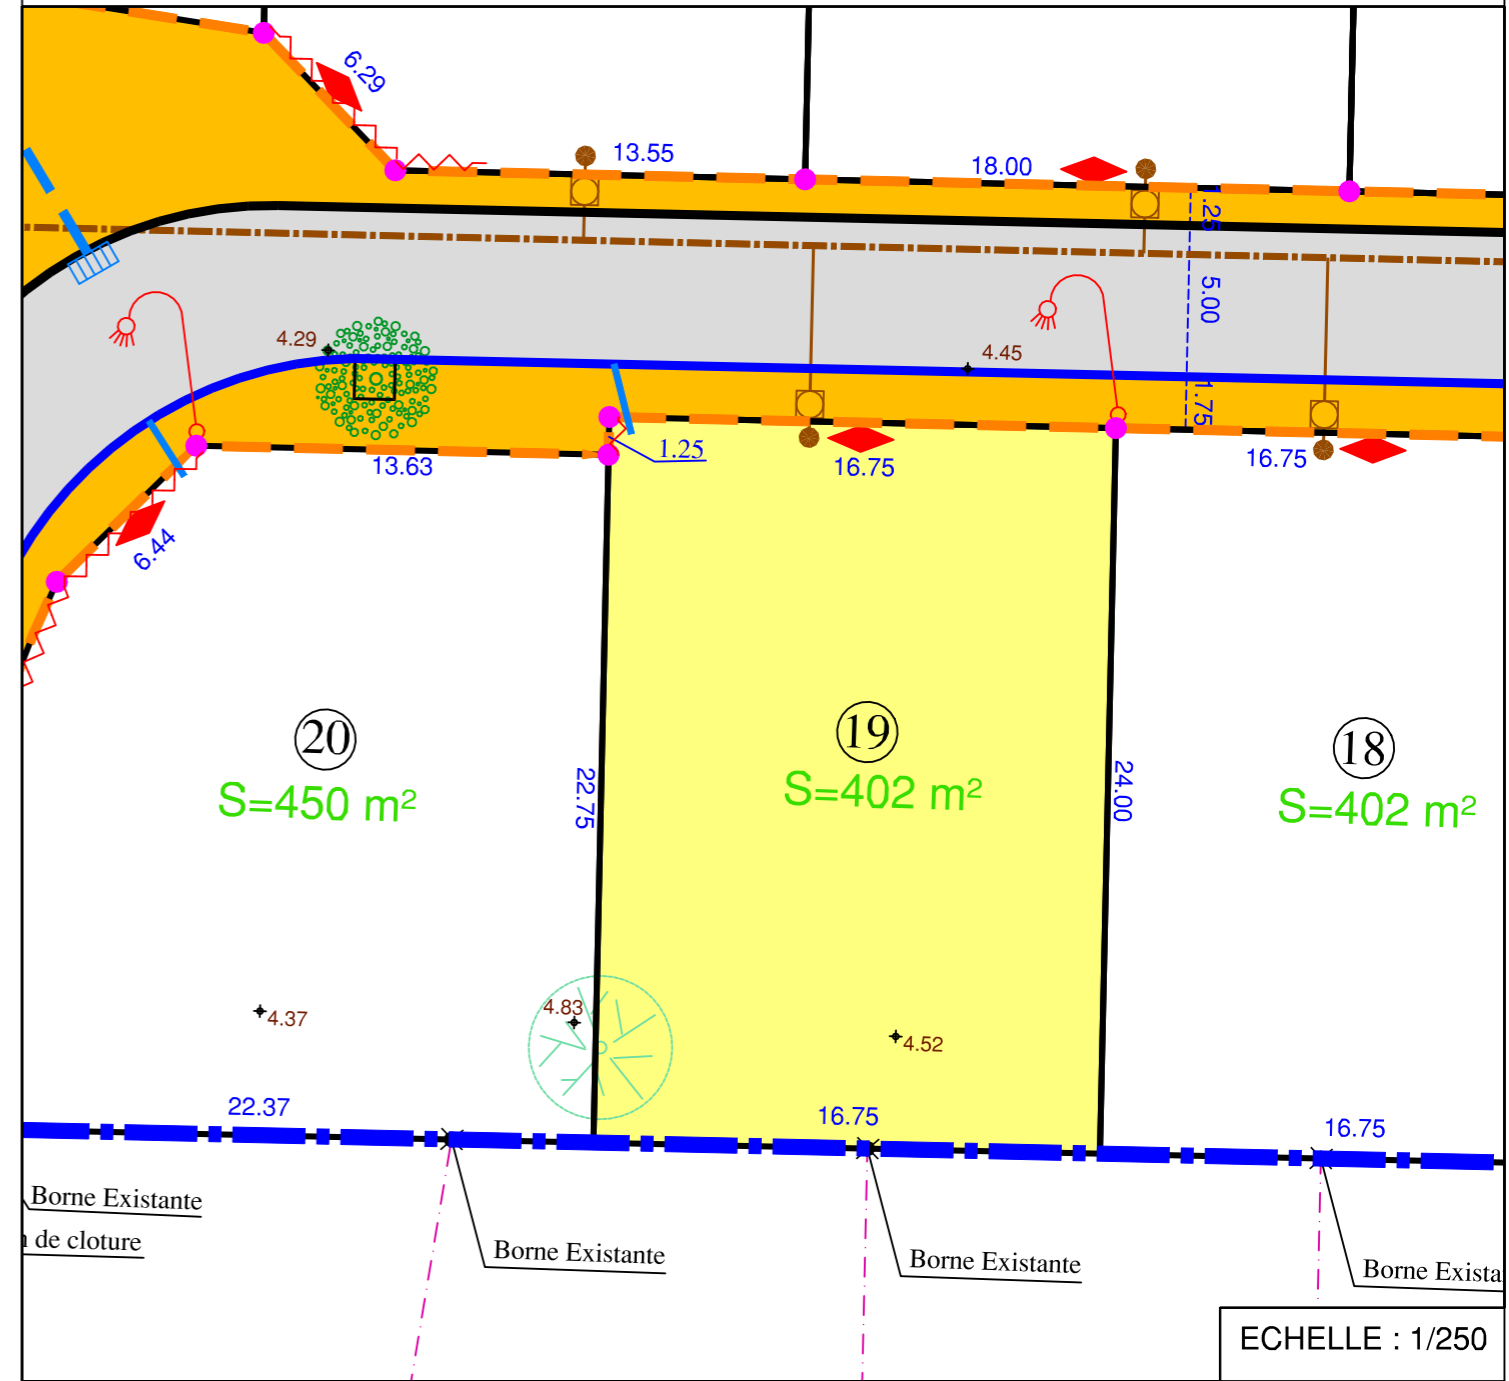 6.29
13.55
18.00
1.25
5.00
4.29
4.45
1.75
1.25
13.63
16.75
16.75
6.44
20
S=450 m²
19
S=402 m²
18
S=402 m²
22.75
24.00
4.37
4.83
4.52
22.37
16.75
16.75
Borne Existante
de cloture
Borne Existante
Borne Existante
Borne Exista
ECHELLE : 1/250